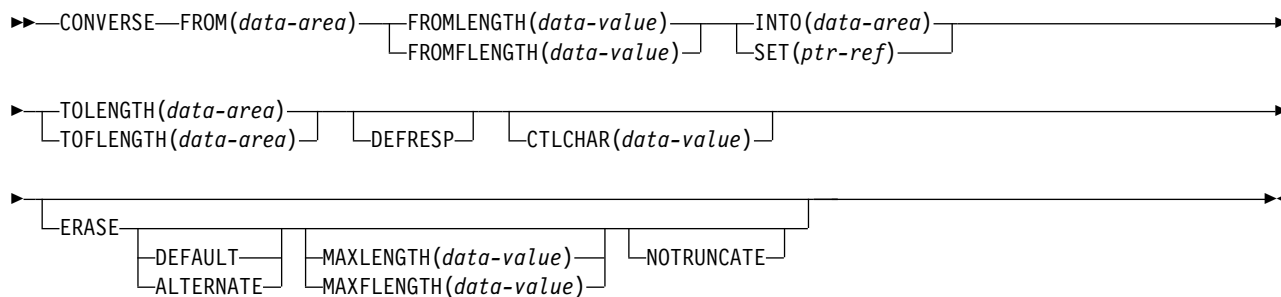 CONVERSE FROM(data-area) FROMLENGTH(data-value) INTO(data-area)
FROMFLENGTH(data-value) SET(ptr-ref)
TOLENGTH(data-area)
TOFLENGTH(data-area) DEFRESP CTLCHAR(data-value)
ERASE
DEFAULT MAXLENGTH(data-value) NOTRUNCATE
ALTERNATE MAXFLENGTH(data-value)